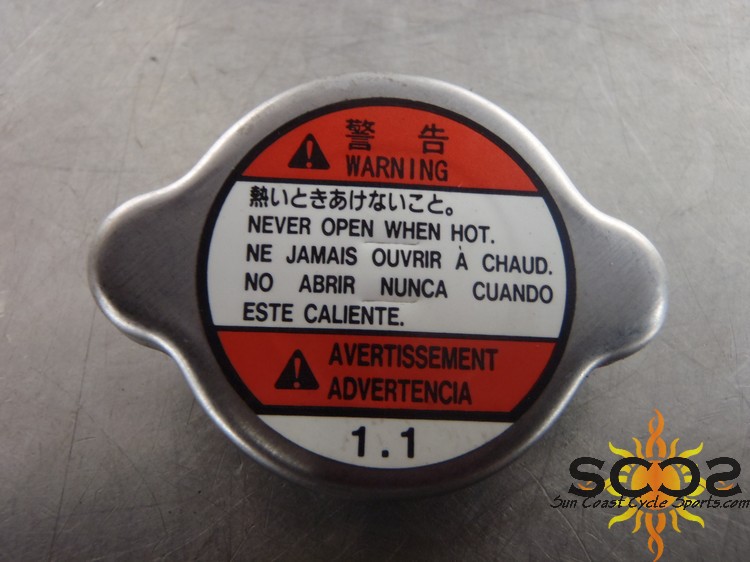 警告
WARNING
熱いときあけないこと。
NEVER OPEN WHEN HOT.
NE JAMAIS OUVRIR À CHAUD.
NO ABRIR NUNCA CUANDO
ESTE CALIENTE.
AVERTISSEMENT
ADVERTENCIA
1.1
SCCS
Sun Coast Cycle Sports.com